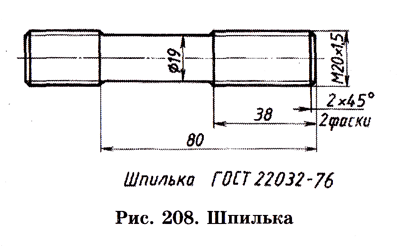 Ø19
M20×1,5
2×45°
38
2фаски
80
Шпилька ГОСТ 22032-76
Рис. 208. Шпилька